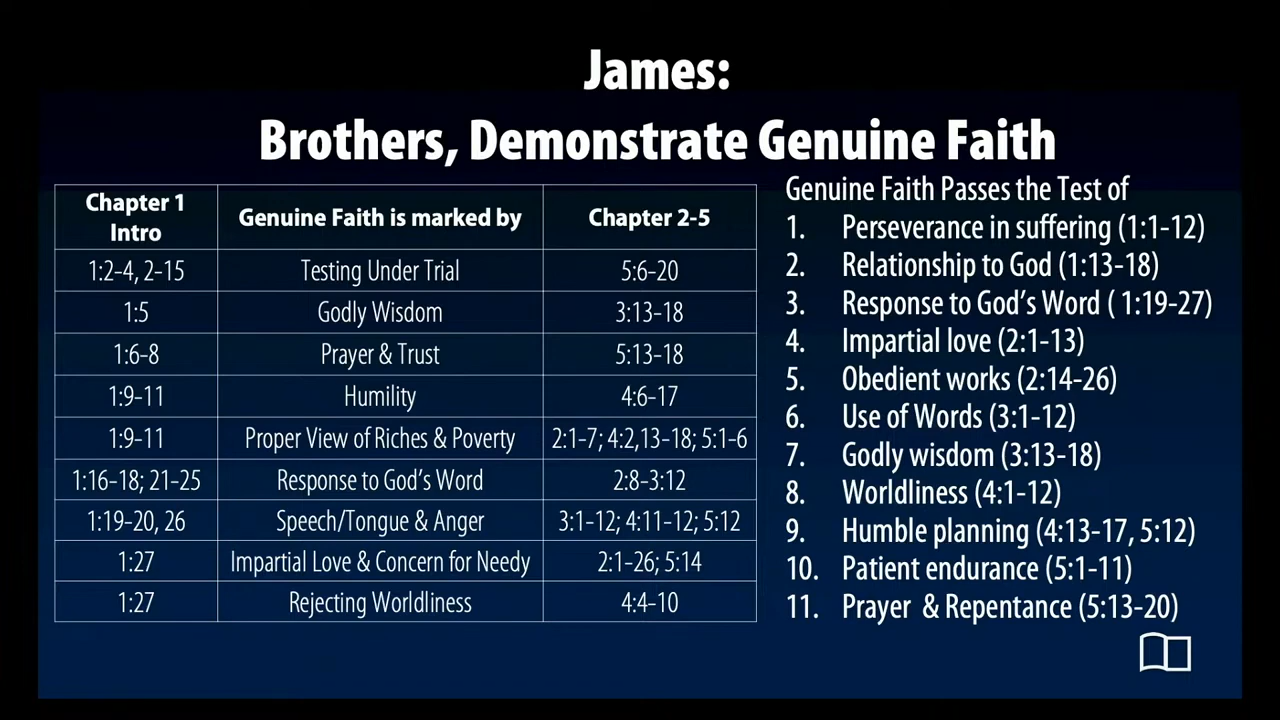 James:
Brothers, Demonstrate Genuine Faith
Chapter 1
Intro
Genuine Faith is marked by
Chapter 2-5
1:2-4, 2-15
Testing Under Trial
5:6-20
1:5
Godly Wisdom
3:13-18
1:6-8
Prayer & Trust
5:13-18
1:9-11
Humility
4:6-17
1:9-11
Proper View of Riches & Poverty
2:1-7; 4:2,13-18; 5:1-6
1:16-18; 21-25
Response to God's Word
2:8-3:12
1:19-20, 26
Speech/Tongue & Anger
3:1-12; 4:11-12; 5:12
1:27
Impartial Love & Concern for Needy
2:1-26; 5:14
1:27
Rejecting Worldliness
4:4-10
Genuine Faith Passes the Test of
1. Perseverance in suffering (1:1-12)
2. Relationship to God (1:13-18)
3. Response to God's Word ( 1:19-27)
4. Impartial love (2:1-13)
5. Obedient works (2:14-26)
6. Use of Words (3:1-12)
7. Godly wisdom (3:13-18)
8. Worldliness (4:1-12)
9. Humble planning (4:13-17, 5:12)
10. Patient endurance (5:1-11)
11. Prayer & Repentance (5:13-20)